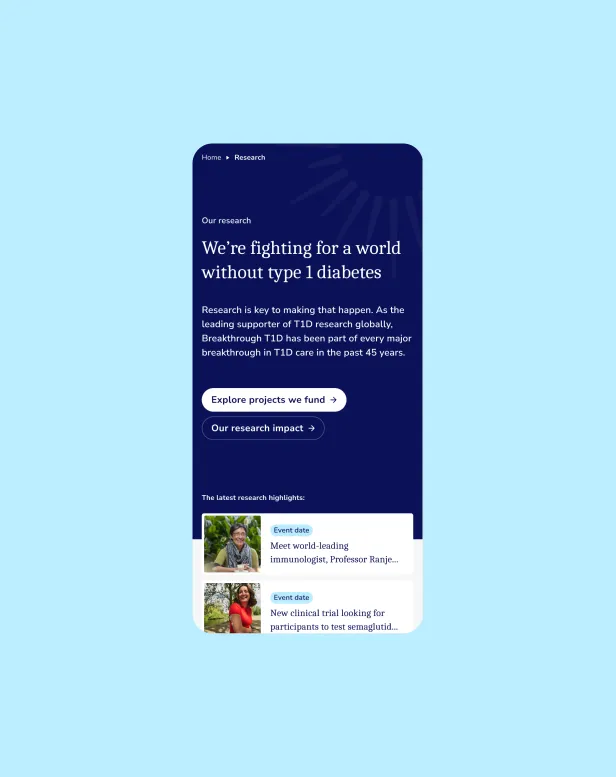 Home ▸ Research
Our research
We’re fighting for a world
without type 1 diabetes
Research is key to making that happen. As the
leading supporter of T1D research globally,
Breakthrough T1D has been part of every major
breakthrough in T1D care in the past 45 years.
Explore projects we fund →
Our research impact →
The latest research highlights:
Event date
Meet world-leading
immunologist, Professor Ranje...
Event date
New clinical trial looking for
participants to test semaglutid...